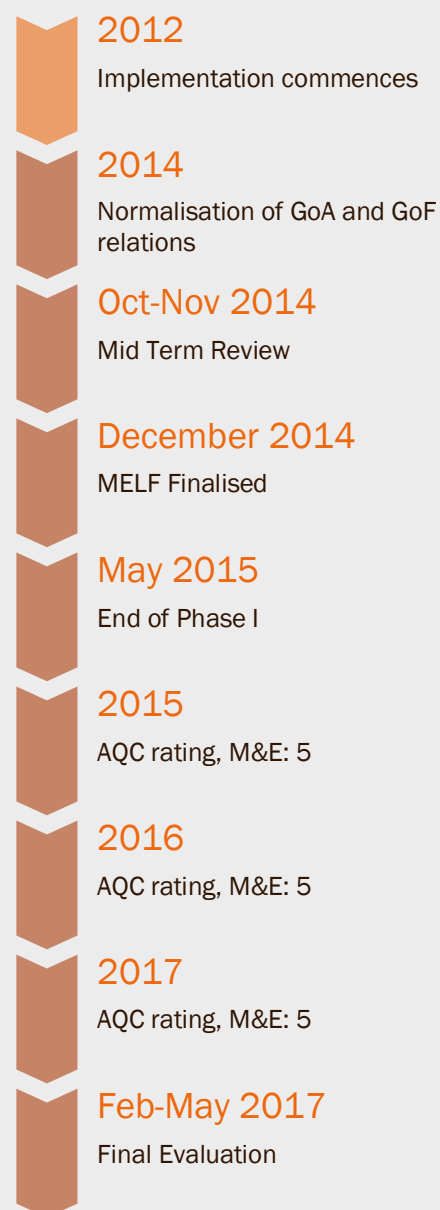 2012
Implementation commences
2014
Normalisation of GoA and GoF
relations
Oct-Nov 2014
Mid Term Review
December 2014
MELF Finalised
May 2015
End of Phase I
2015
AQC rating, M&E: 5
2016
AQC rating, M&E: 5
2017
AQC rating, M&E: 5
Feb-May 2017
Final Evaluation